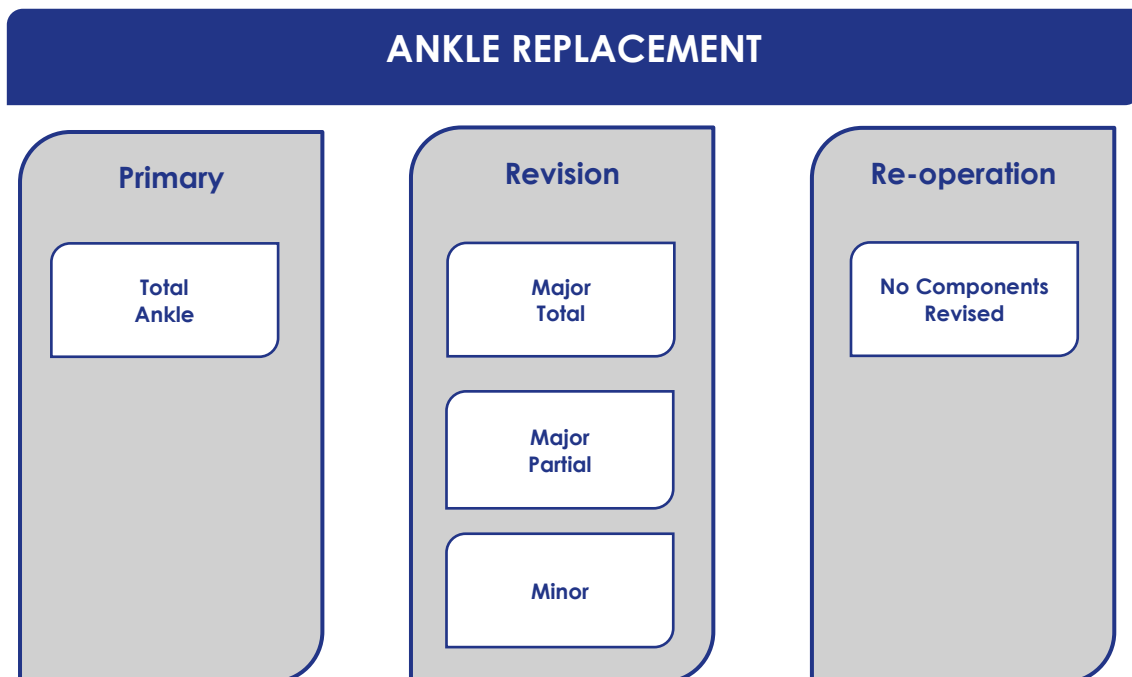 ANKLE REPLACEMENT
Primary
Total
Ankle
Revision
Major
Total
Major
Partial
Minor
Re-operation
No Components
Revised